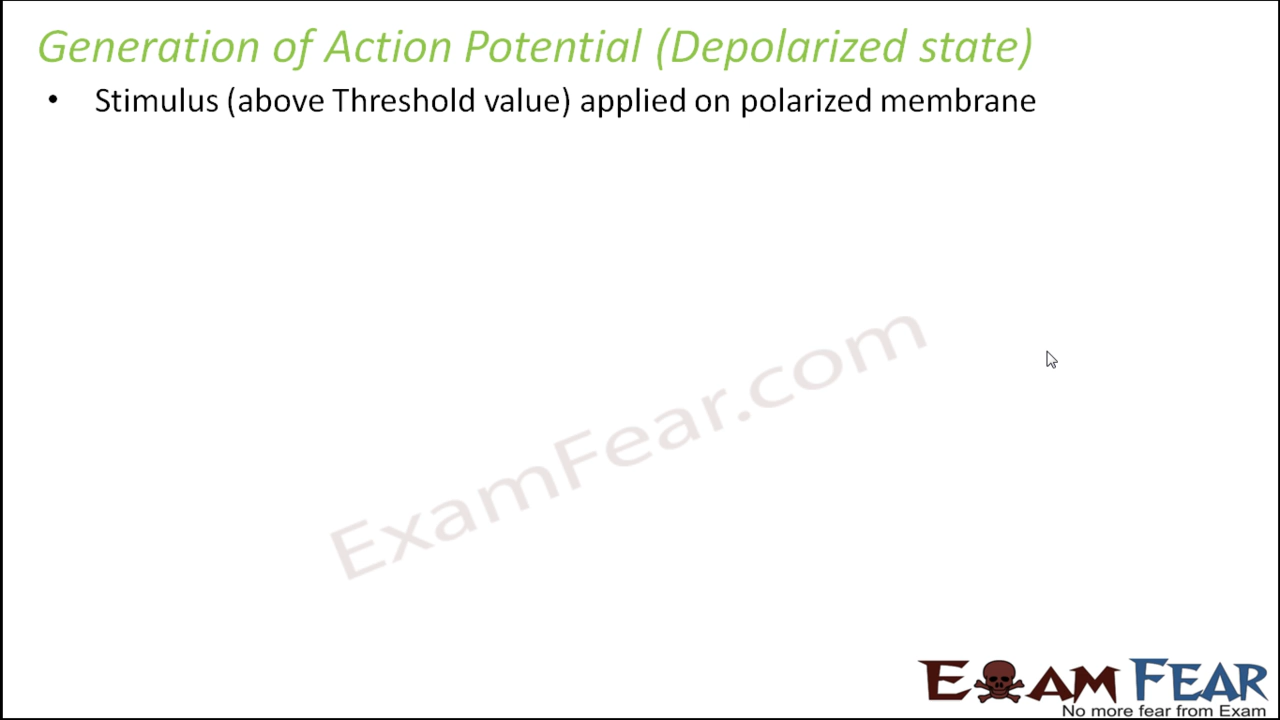 Generation of Action Potential (Depolarized state)
• Stimulus (above Threshold value) applied on polarized membrane
ExamFear.com
EXAM FEAR
No more fear from Exam